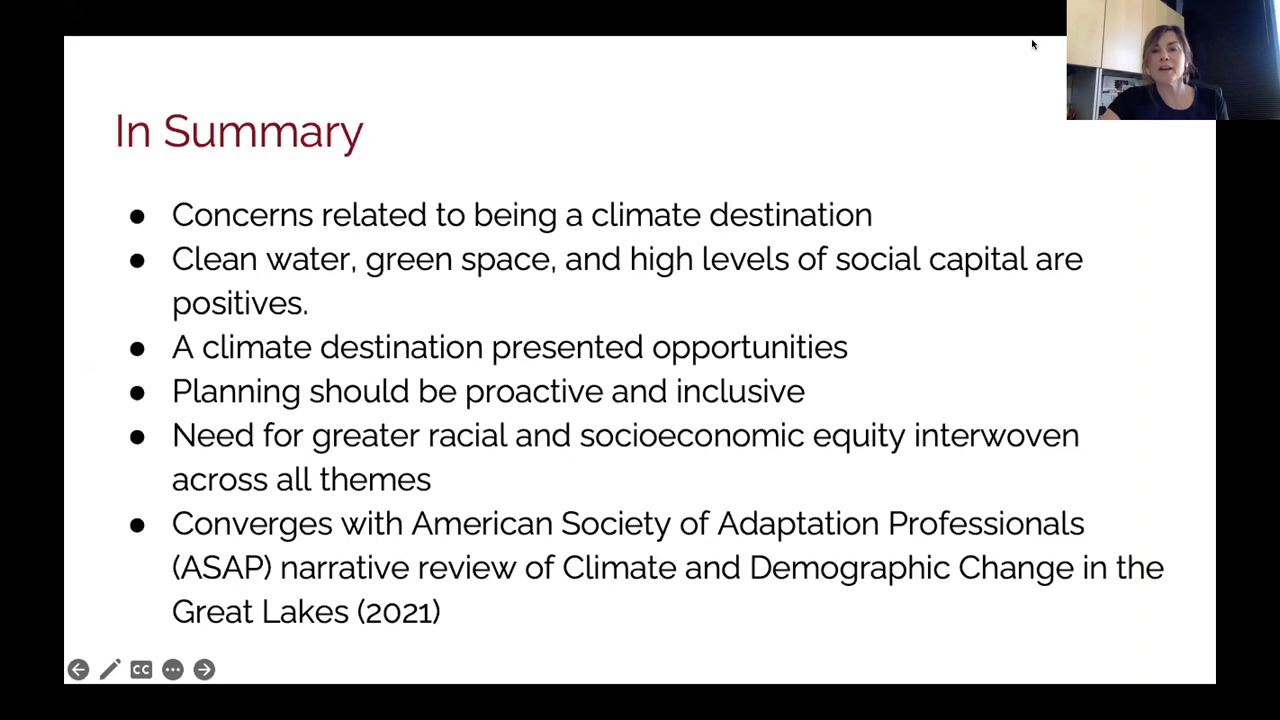 In Summary
● Concerns related to being a climate destination
● Clean water, green space, and high levels of social capital are
positives.
● A climate destination presented opportunities
● Planning should be proactive and inclusive
● Need for greater racial and socioeconomic equity interwoven
across all themes
● Converges with American Society of Adaptation Professionals
(ASAP) narrative review of Climate and Demographic Change in the
Great Lakes (2021)
CC